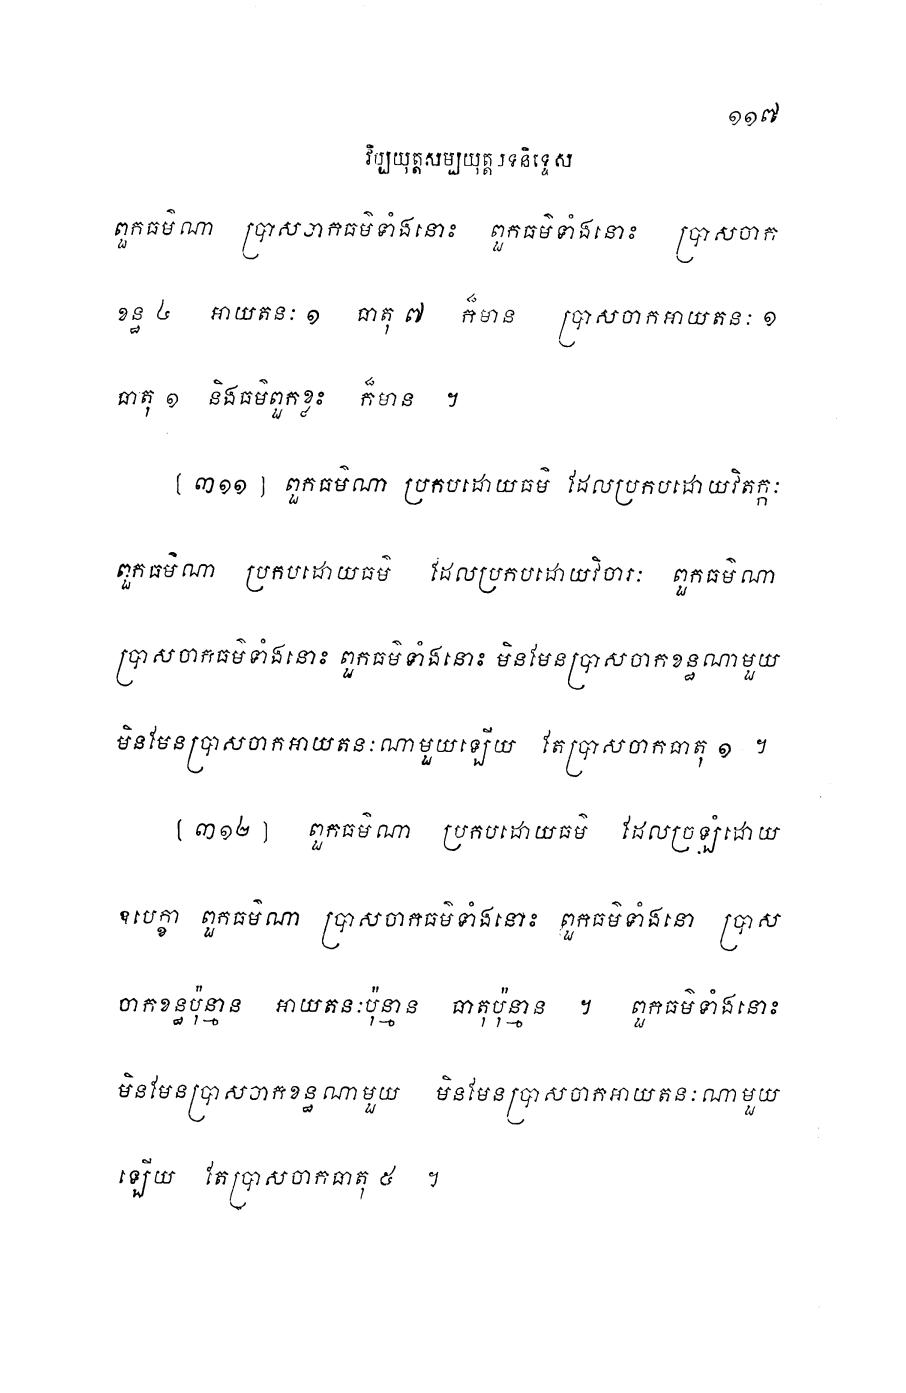 ១១៧
វិប្បយុត្តសម្បយុត្តបទនិទ្ទេស
ពួកធម៌ណា ប្រាសចាកធម៌ទាំងនោះ ពួកធម៌ទាំងនោះ ប្រាសចាក
ខន្ធ ៤ អាយតនៈ ១ ធាតុ ៧ ក៏មាន ប្រាសចាកអាយតនៈ ១
ធាតុ ១ និងធម៌ពួកខ្លះ ក៏មាន ។
[ ៣១១ ] ពួកធម៌ណា ប្រកបដោយធម៌ ដែលប្រកបដោយវិតក្កៈ
ពួកធម៌ណា ប្រកបដោយធម៌ ដែលប្រកបដោយវិចារៈ ពួកធម៌ណា
ប្រាសចាកធម៌ទាំងនោះ ពួកធម៌ទាំងនោះ មិនមែនប្រាសចាកខន្ធណាមួយ
មិនមែនប្រាសចាកអាយតនៈណាមួយឡើយ តែប្រាសចាកធាតុ ១ ។
[ ៣១២ ] ពួកធម៌ណា ប្រកបដោយធម៌ ដែលច្រឡំដោយ
ឧបេក្ខា ពួកធម៌ណា ប្រាសចាកធម៌ទាំងនោះ ពួកធម៌ទាំងនោ ប្រាស
ចាកខន្ធប៉ុន្មាន អាយតនៈប៉ុន្មាន ធាតុប៉ុន្មាន ។ ពួកធម៌ទាំងនោះ
មិនមែនប្រាសចាកខន្ធណាមួយ មិនមែនប្រាសចាកអាយតនៈណាមួយ
ឡើយ តែប្រាសចាកធាតុ ៥ ។